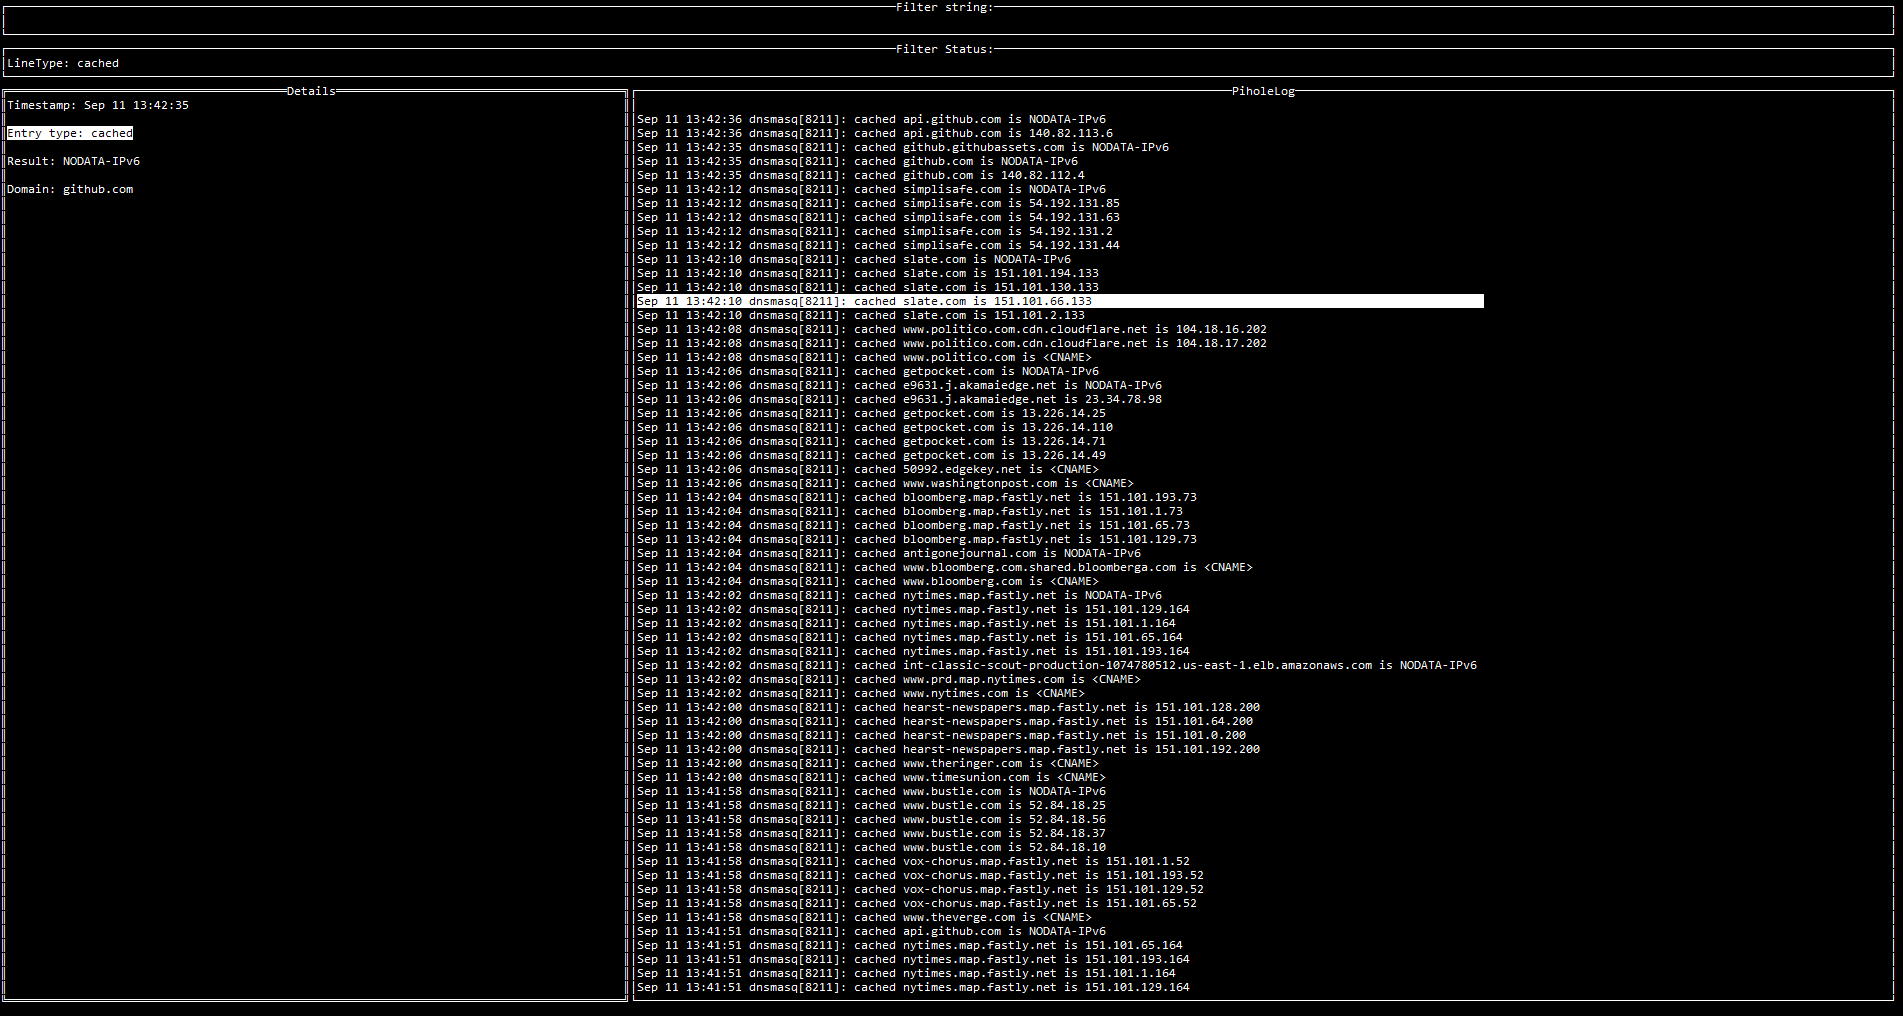 Filter string:
Filter Status:
LineType: cached
Details
Timestamp: Sep 11 13:42:35
Entry type: cached
Result: NODATA-IPv6
Domain: github.com
PiholeLog
Sep 11 13:42:36 dnsmasq[8211]: cached api.github.com is NODATA-IPv6
Sep 11 13:42:36 dnsmasq[8211]: cached api.github.com is 140.82.113.6
Sep 11 13:42:35 dnsmasq[8211]: cached github.githubassets.com is NODATA-IPv6
Sep 11 13:42:35 dnsmasq[8211]: cached github.com is NODATA-IPv6
Sep 11 13:42:35 dnsmasq[8211]: cached github.com is 140.82.112.4
Sep 11 13:42:12 dnsmasq[8211]: cached simplisafe.com is NODATA-IPv6
Sep 11 13:42:12 dnsmasq[8211]: cached simplisafe.com is 54.192.131.85
Sep 11 13:42:12 dnsmasq[8211]: cached simplisafe.com is 54.192.131.63
Sep 11 13:42:12 dnsmasq[8211]: cached simplisafe.com is 54.192.131.2
Sep 11 13:42:12 dnsmasq[8211]: cached simplisafe.com is 54.192.131.44
Sep 11 13:42:10 dnsmasq[8211]: cached slate.com is NODATA-IPv6
Sep 11 13:42:10 dnsmasq[8211]: cached slate.com is 151.101.194.133
Sep 11 13:42:10 dnsmasq[8211]: cached slate.com is 151.101.130.133
Sep 11 13:42:10 dnsmasq[8211]: cached slate.com is 151.101.66.133
Sep 11 13:42:10 dnsmasq[8211]: cached slate.com is 151.101.2.133
Sep 11 13:42:08 dnsmasq[8211]: cached www.politico.com.cdn.cloudflare.net is 104.18.16.202
Sep 11 13:42:08 dnsmasq[8211]: cached www.politico.com.cdn.cloudflare.net is 104.18.17.202
Sep 11 13:42:08 dnsmasq[8211]: cached www.politico.com is <CNAME>
Sep 11 13:42:06 dnsmasq[8211]: cached getpocket.com is NODATA-IPv6
Sep 11 13:42:06 dnsmasq[8211]: cached e9631.j.akamaiedge.net is NODATA-IPv6
Sep 11 13:42:06 dnsmasq[8211]: cached e9631.j.akamaiedge.net is 23.34.78.98
Sep 11 13:42:06 dnsmasq[8211]: cached getpocket.com is 13.226.14.25
Sep 11 13:42:06 dnsmasq[8211]: cached getpocket.com is 13.226.14.110
Sep 11 13:42:06 dnsmasq[8211]: cached getpocket.com is 13.226.14.71
Sep 11 13:42:06 dnsmasq[8211]: cached getpocket.com is 13.226.14.49
Sep 11 13:42:06 dnsmasq[8211]: cached 50992.edgekey.net is <CNAME>
Sep 11 13:42:06 dnsmasq[8211]: cached www.washingtonpost.com is <CNAME>
Sep 11 13:42:04 dnsmasq[8211]: cached bloomberg.map.fastly.net is 151.101.193.73
Sep 11 13:42:04 dnsmasq[8211]: cached bloomberg.map.fastly.net is 151.101.1.73
Sep 11 13:42:04 dnsmasq[8211]: cached bloomberg.map.fastly.net is 151.101.65.73
Sep 11 13:42:04 dnsmasq[8211]: cached bloomberg.map.fastly.net is 151.101.129.73
Sep 11 13:42:04 dnsmasq[8211]: cached antigonejournal.com is NODATA-IPv6
Sep 11 13:42:04 dnsmasq[8211]: cached www.bloomberg.com.shared.bloomberga.com is <CNAME>
Sep 11 13:42:04 dnsmasq[8211]: cached www.bloomberg.com is <CNAME>
Sep 11 13:42:02 dnsmasq[8211]: cached nytimes.map.fastly.net is NODATA-IPv6
Sep 11 13:42:02 dnsmasq[8211]: cached nytimes.map.fastly.net is 151.101.129.164
Sep 11 13:42:02 dnsmasq[8211]: cached nytimes.map.fastly.net is 151.101.1.164
Sep 11 13:42:02 dnsmasq[8211]: cached nytimes.map.fastly.net is 151.101.65.164
Sep 11 13:42:02 dnsmasq[8211]: cached nytimes.map.fastly.net is 151.101.193.164
Sep 11 13:42:02 dnsmasq[8211]: cached int-classic-scout-production-1074780512.us-east-1.elb.amazonaws.com is NODATA-IPv6
Sep 11 13:42:02 dnsmasq[8211]: cached www.prd.map.nytimes.com is <CNAME>
Sep 11 13:42:02 dnsmasq[8211]: cached www.nytimes.com is <CNAME>
Sep 11 13:42:00 dnsmasq[8211]: cached hearst-newspapers.map.fastly.net is 151.101.128.200
Sep 11 13:42:00 dnsmasq[8211]: cached hearst-newspapers.map.fastly.net is 151.101.64.200
Sep 11 13:42:00 dnsmasq[8211]: cached hearst-newspapers.map.fastly.net is 151.101.0.200
Sep 11 13:42:00 dnsmasq[8211]: cached hearst-newspapers.map.fastly.net is 151.101.192.200
Sep 11 13:42:00 dnsmasq[8211]: cached www.theringer.com is <CNAME>
Sep 11 13:42:00 dnsmasq[8211]: cached www.timesunion.com is <CNAME>
Sep 11 13:41:58 dnsmasq[8211]: cached www.bustle.com is NODATA-IPv6
Sep 11 13:41:58 dnsmasq[8211]: cached www.bustle.com is 52.84.18.25
Sep 11 13:41:58 dnsmasq[8211]: cached www.bustle.com is 52.84.18.56
Sep 11 13:41:58 dnsmasq[8211]: cached www.bustle.com is 52.84.18.37
Sep 11 13:41:58 dnsmasq[8211]: cached www.bustle.com is 52.84.18.10
Sep 11 13:41:58 dnsmasq[8211]: cached vox-chorus.map.fastly.net is 151.101.1.52
Sep 11 13:41:58 dnsmasq[8211]: cached vox-chorus.map.fastly.net is 151.101.193.52
Sep 11 13:41:58 dnsmasq[8211]: cached vox-chorus.map.fastly.net is 151.101.129.52
Sep 11 13:41:58 dnsmasq[8211]: cached vox-chorus.map.fastly.net is 151.101.65.52
Sep 11 13:41:58 dnsmasq[8211]: cached www.theverge.com is <CNAME>
Sep 11 13:41:51 dnsmasq[8211]: cached api.github.com is NODATA-IPv6
Sep 11 13:41:51 dnsmasq[8211]: cached nytimes.map.fastly.net is 151.101.65.164
Sep 11 13:41:51 dnsmasq[8211]: cached nytimes.map.fastly.net is 151.101.193.164
Sep 11 13:41:51 dnsmasq[8211]: cached nytimes.map.fastly.net is 151.101.1.164
Sep 11 13:41:51 dnsmasq[8211]: cached nytimes.map.fastly.net is 151.101.129.164